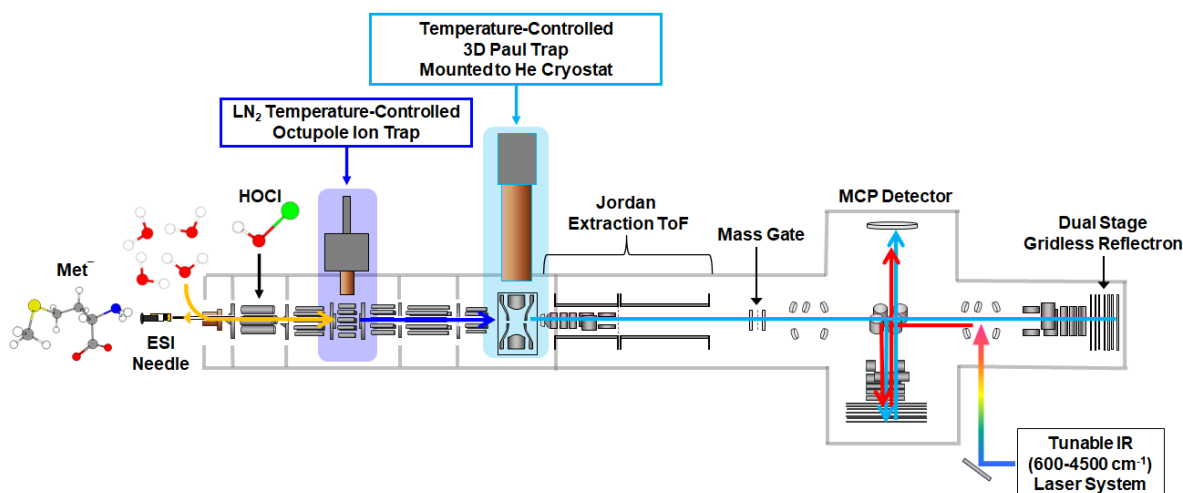 Temperature-Controlled
3D Paul Trap
Mounted to He Cryostat
LN₂ Temperature-Controlled
Octupole Ion Trap
HOCl
Jordan
Extraction ToF
Mass Gate
MCP Detector
Dual Stage
Gridless Reflectron
Met⁻
ESI
Needle
Tunable IR
(600-4500 cm⁻¹)
Laser System